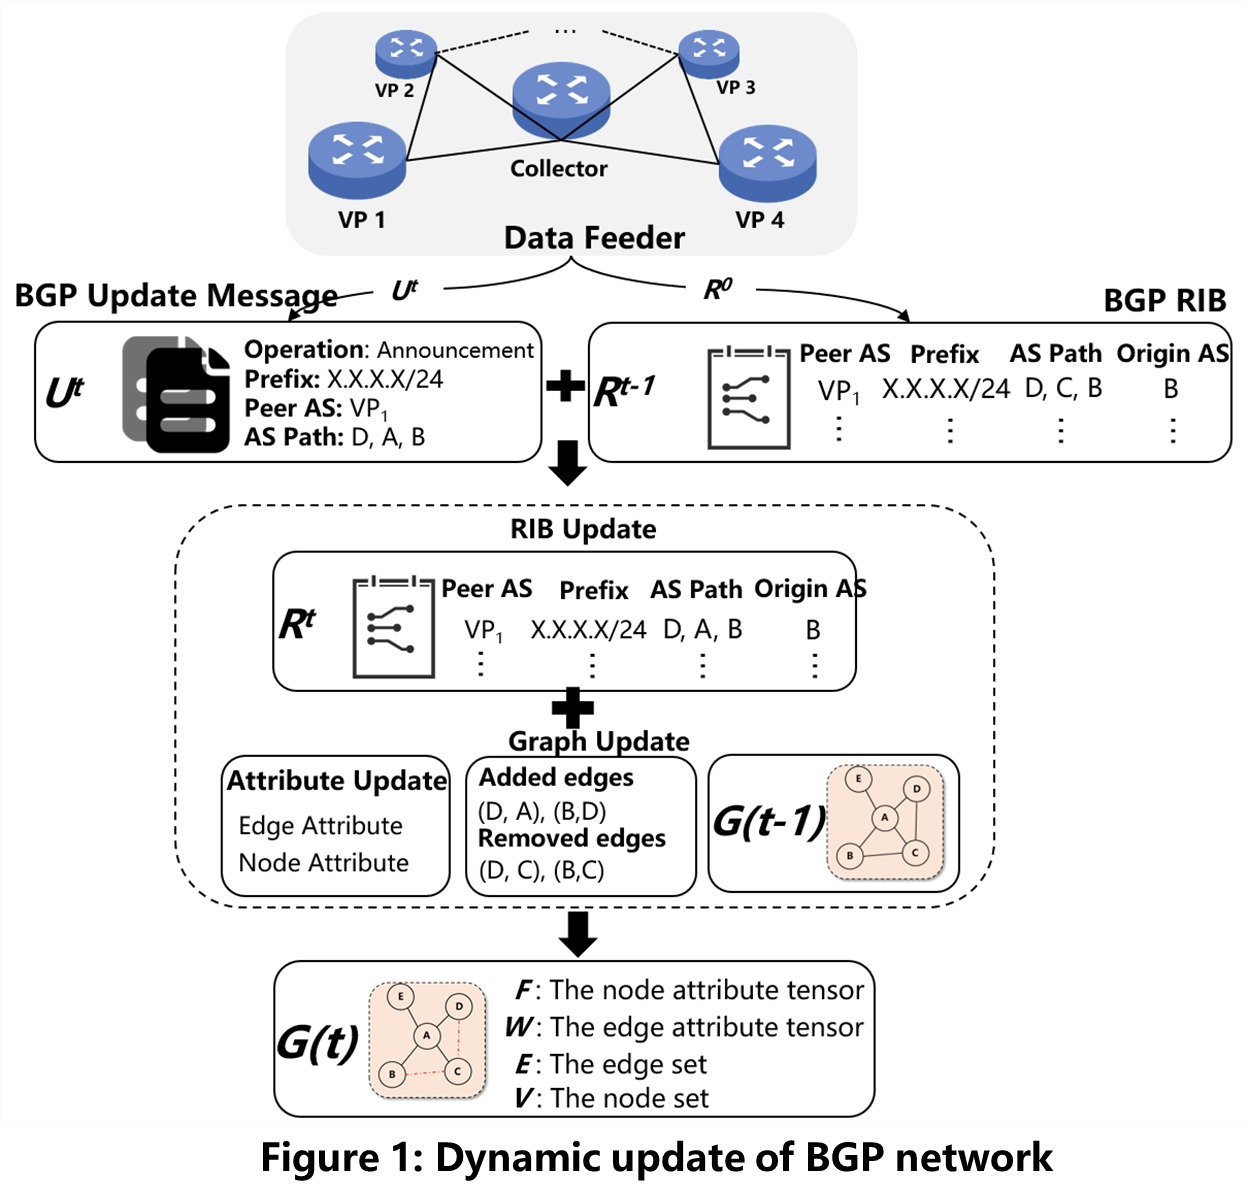 ...
VP 2
VP 3
Collector
VP 1
VP 4
Data Feeder
BGP Update Message
U^t
R^0
BGP RIB
U^t
Operation: Announcement
Prefix: X.X.X.X/24
Peer AS: VP₁
AS Path: D, A, B
R^t-1
Peer AS Prefix AS Path Origin AS
VP₁ X.X.X.X/24 D, C, B B
RIB Update
R^t
Peer AS Prefix AS Path Origin AS
VP₁ X.X.X.X/24 D, A, B B
Graph Update
Attribute Update
Edge Attribute
Node Attribute
Added edges
(D, A), (B,D)
Removed edges
(D, C), (B,C)
G(t-1)
E
D
A
B
C
G(t)
E
D
A
B
C
F: The node attribute tensor
W: The edge attribute tensor
E: The edge set
V: The node set
Figure 1: Dynamic update of BGP network